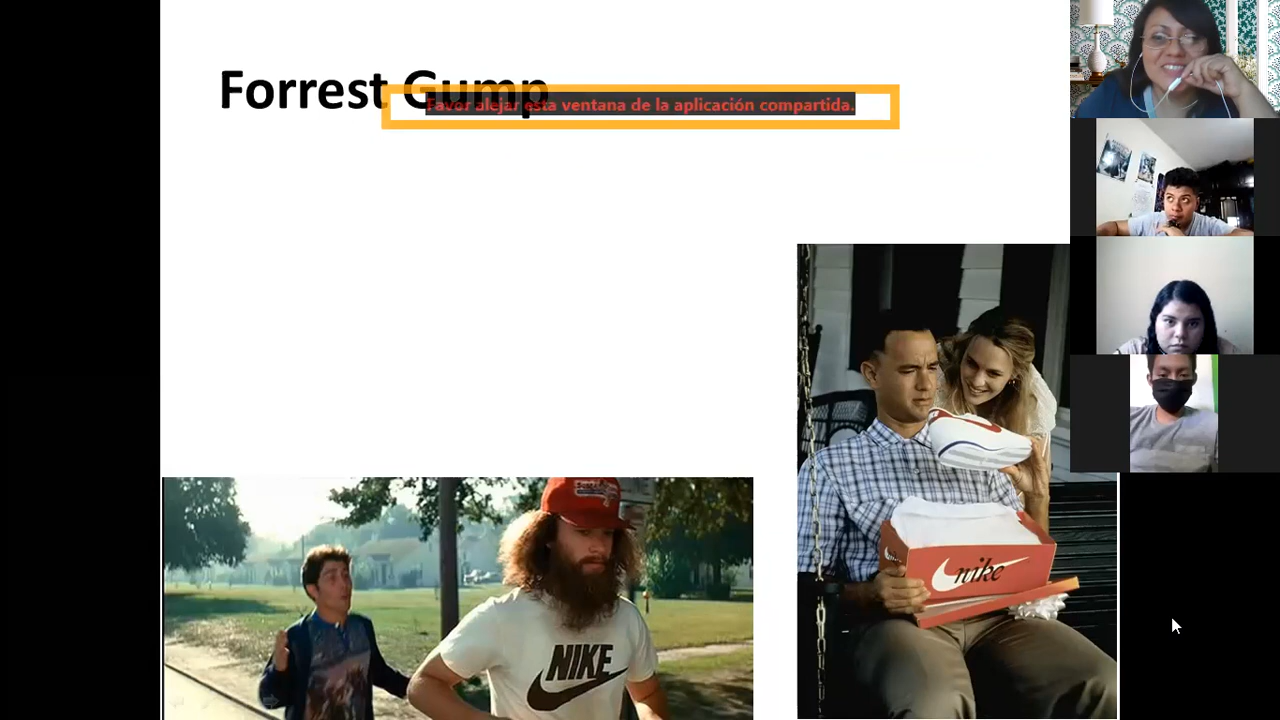 Forrest Gump
Favor alejar esta ventana de la aplicación compartida.
NIKE
nike